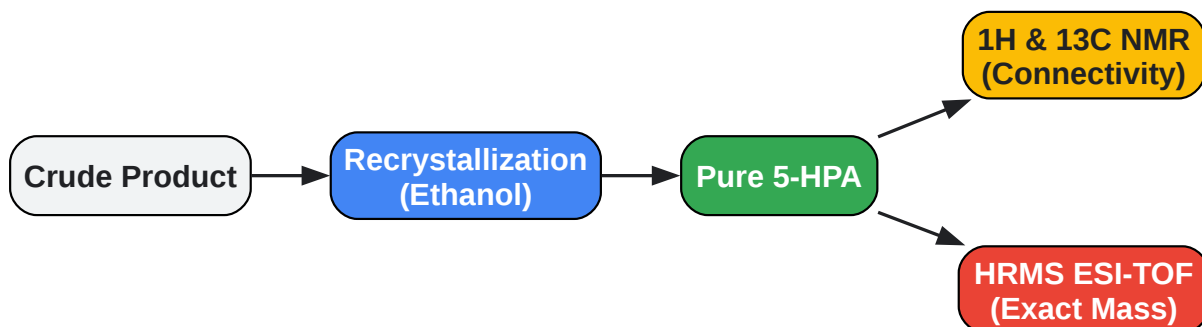 Crude Product
Recrystallization
(Ethanol)
Pure 5-HPA
1H & 13C NMR
(Connectivity)
HRMS ESI-TOF
(Exact Mass)